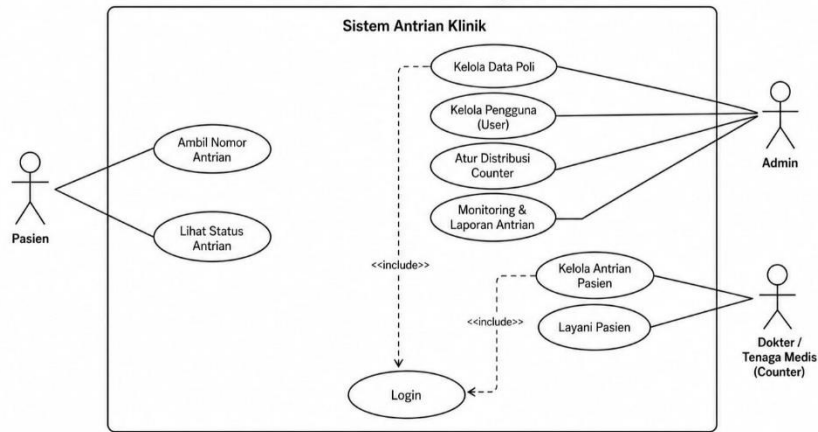 Sistem Antrian Klinik
Kelola Data Poli
Kelola Pengguna
(User)
Atur Distribusi
Counter
Monitoring &
Laporan Antrian
Admin
Ambil Nomor
Antrian
Lihat Status
Antrian
Pasien
<<include>>
Kelola Antrian
Pasien
<<include>>
Layani Pasien
Dokter /
Tenaga Medis
(Counter)
Login